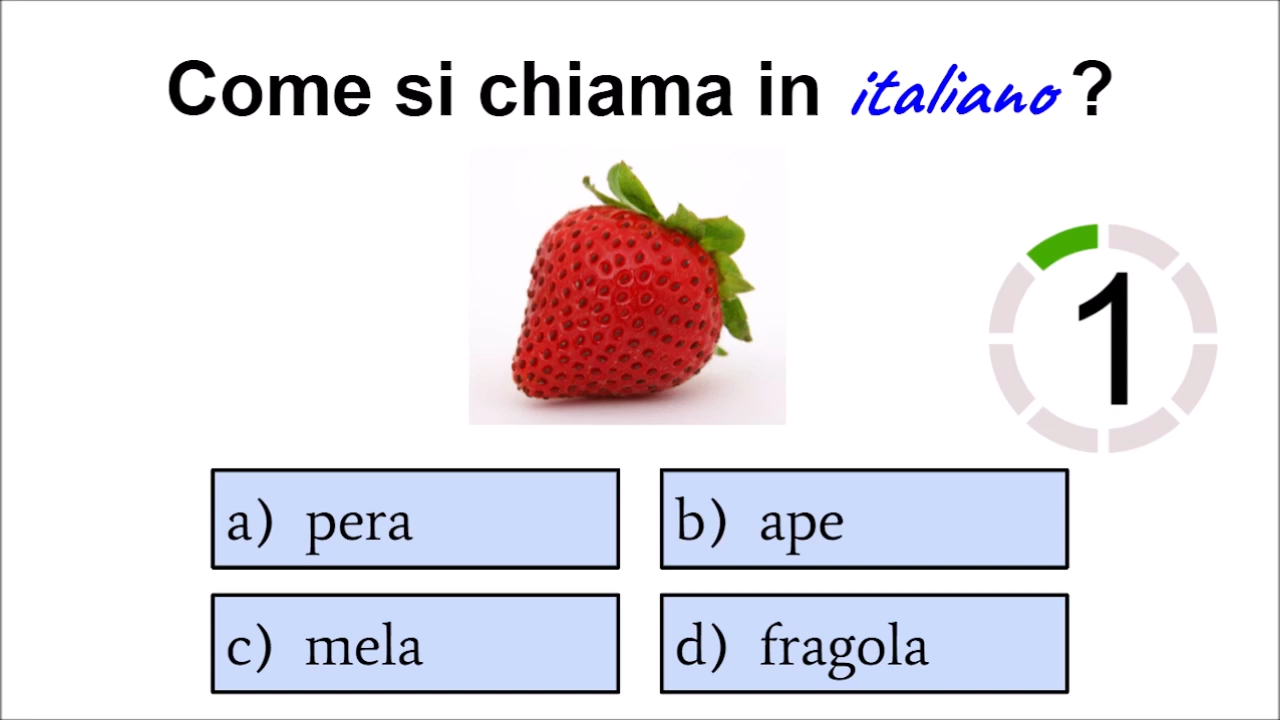 Come si chiama in italiano ?
1
a) pera
b) ape
c) mela
d) fragola